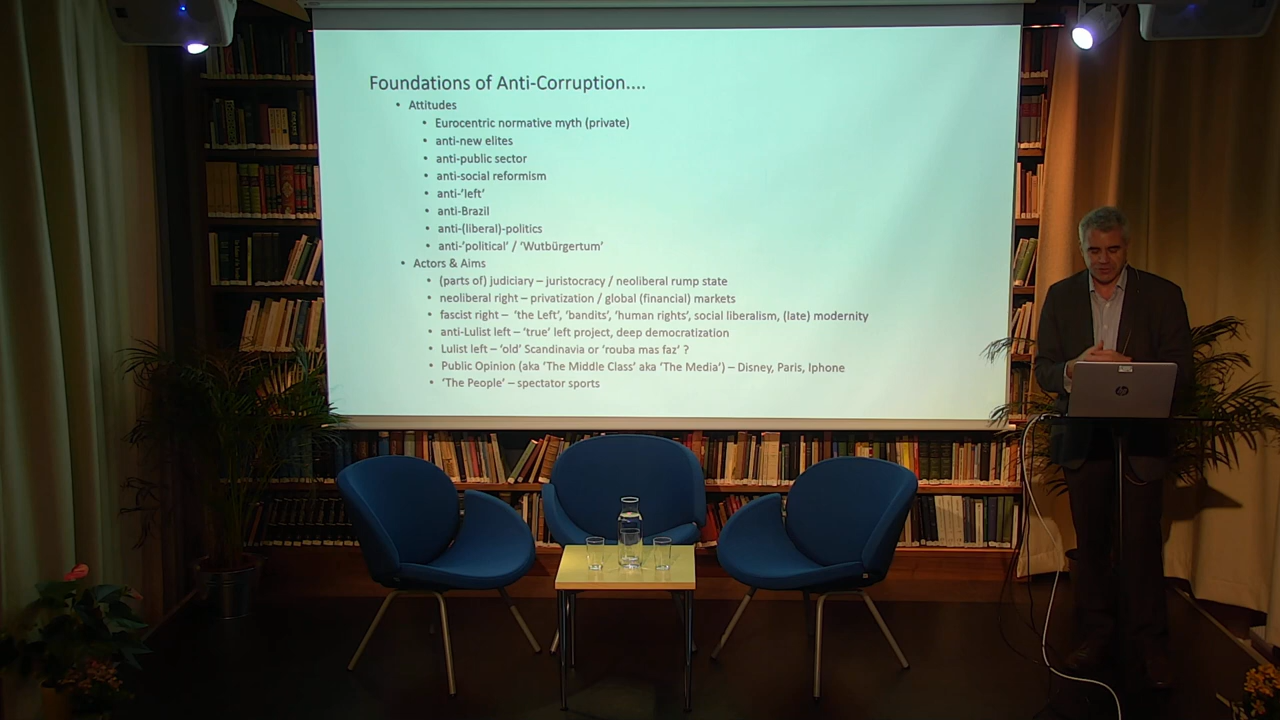 Foundations of Anti-Corruption....
• Attitudes
• Eurocentric normative myth (private)
• anti-new elites
• anti-public sector
• anti-social reformism
• anti-'left'
• anti-Brazil
• anti-(liberal)-politics
• anti-'political' / 'Wutbürgertum'
• Actors & Aims
• (parts of) judiciary – juristocracy / neoliberal rump state
• neoliberal right – privatization / global (financial) markets
• fascist right – 'the Left', 'bandits', 'human rights', social liberalism, (late) modernity
• anti-Lulist left – 'true' left project, deep democratization
• Lulist left – 'old' Scandinavia or 'rouba mas faz' ?
• Public Opinion (aka 'The Middle Class' aka 'The Media') – Disney, Paris, Iphone
• 'The People' – spectator sports
hp